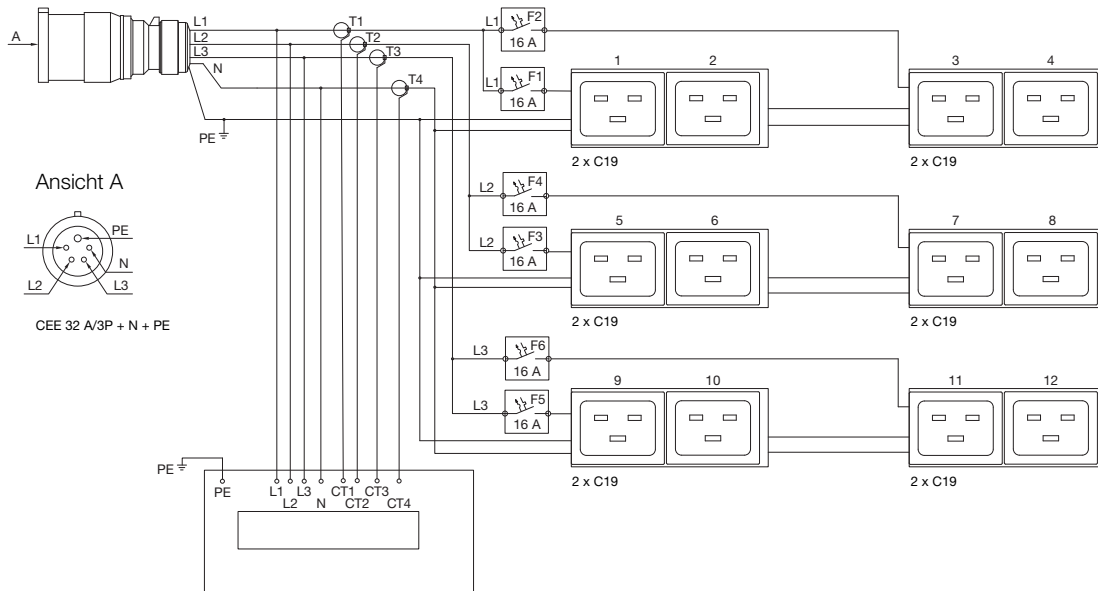 A
L1
L2
L3
N
PE
T1
T2
T3
T4
L1 F2
16 A
L1 F1
16 A
1 2
3 4
2 x C19
2 x C19
Ansicht A
L1
PE
N
L2
L3
CEE 32 A/3P + N + PE
L2 F4
16 A
L2 F3
16 A
5 6
7 8
2 x C19
2 x C19
L3 F6
16 A
L3 F5
16 A
9 10
11 12
2 x C19
2 x C19
PE
PE
L1 L3 CT1 CT3
L2 N CT2 CT4